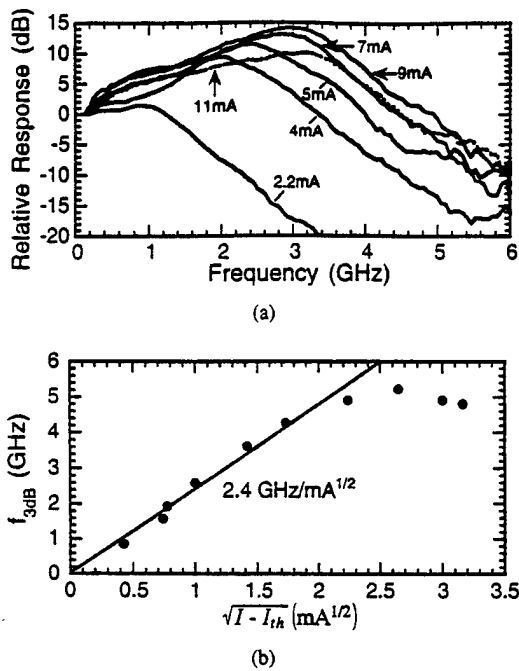 Relative Response (dB)
15
10
5
0
-5
-10
-15
-20
7mA
9mA
11mA
5mA
4mA
2.2mA
0 1 2 3 4 5 6
Frequency (GHz)
(a)
f3dB (GHz)
6
5
4
3
2
1
0
2.4 GHz/mA1/2
0 0.5 1 1.5 2 2.5 3 3.5
√I - Ith (mA1/2)
(b)